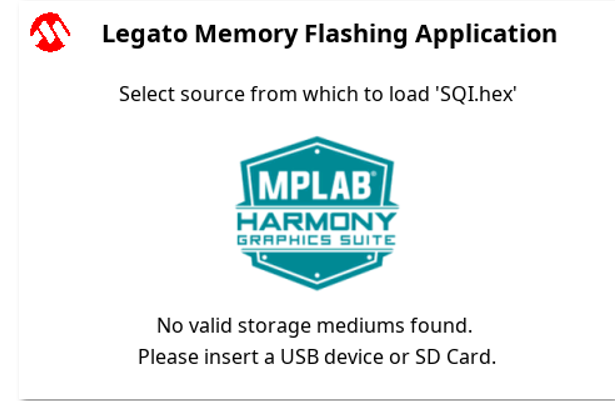 Legato Memory Flashing Application
Select source from which to load 'SQI.hex'
MPLAB®
HARMONY
GRAPHICS SUITE
No valid storage mediums found.
Please insert a USB device or SD Card.